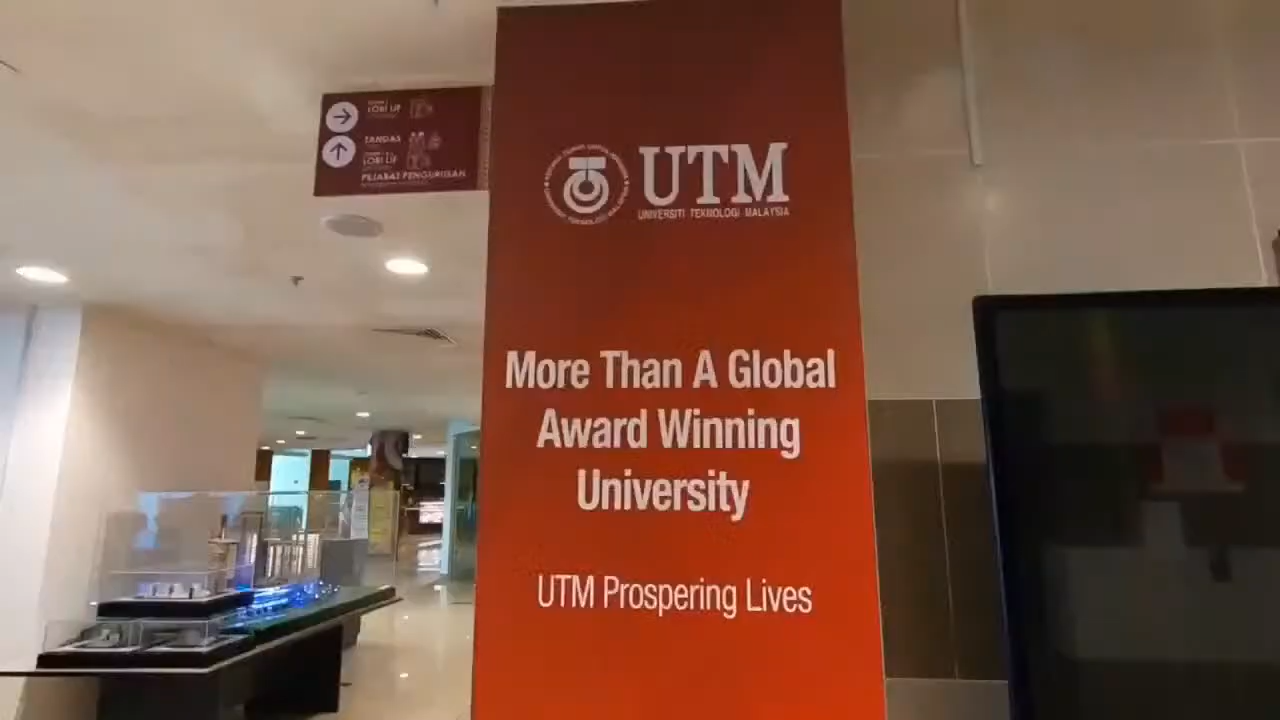 LOBI LIF
TANDAS
LOBI LIF
PEJABAT PENGURUSAN
UTM
UNIVERSITI TEKNOLOGI MALAYSIA
More Than A Global
Award Winning
University
UTM Prospering Lives